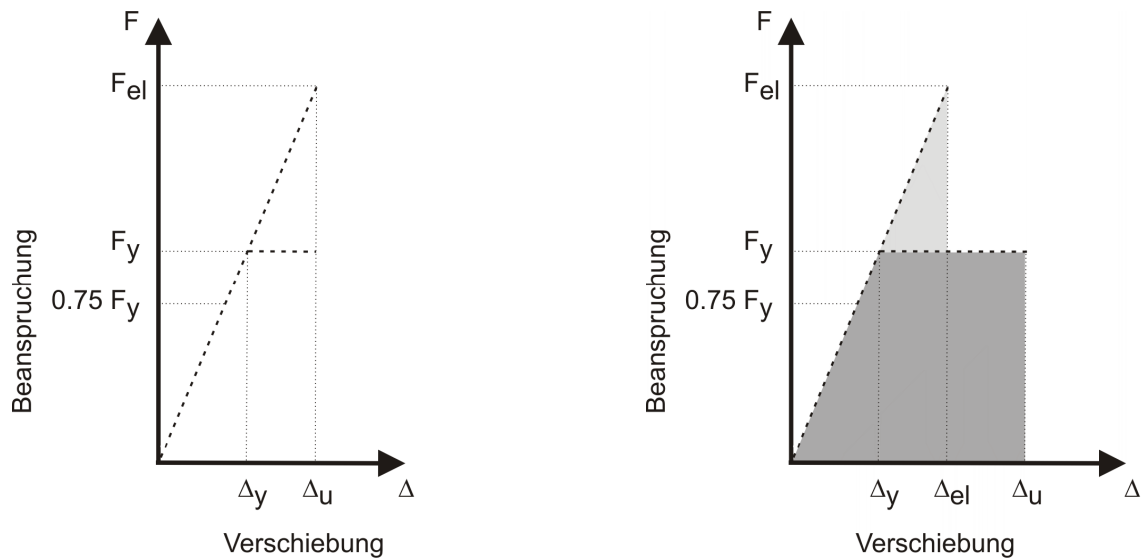 F
F_el
F_y
0.75 F_y
Beanspruchung
Δ_y Δ_u Δ
Verschiebung
F
F_el
F_y
0.75 F_y
Beanspruchung
Δ_y Δ_el Δ_u Δ
Verschiebung